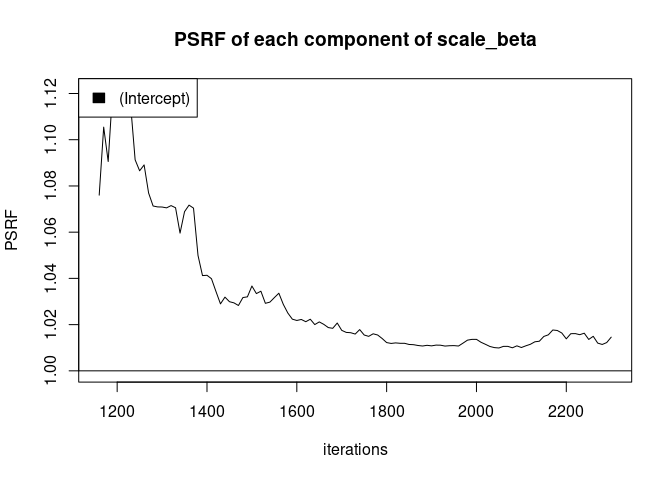 PSRF of each component of scale_beta
(Intercept)
PSRF
1.12
1.10
1.08
1.06
1.04
1.02
1.00
1200 1400 1600 1800 2000 2200
iterations